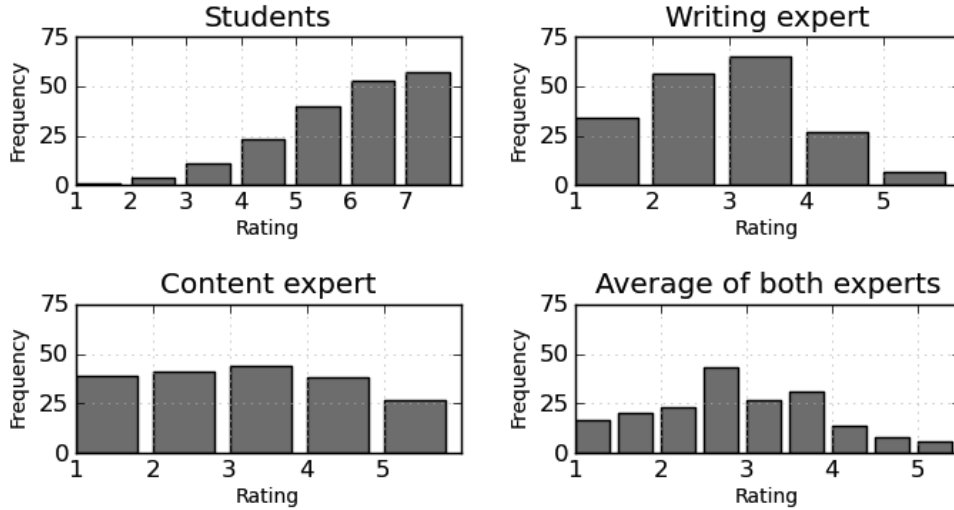 Students
75
50
25
0
Frequency
1 2 3 4 5 6 7
Rating
Writing expert
75
50
25
0
Frequency
1 2 3 4 5
Rating
Content expert
75
50
25
0
Frequency
1 2 3 4 5
Rating
Average of both experts
75
50
25
0
Frequency
1 2 3 4 5
Rating